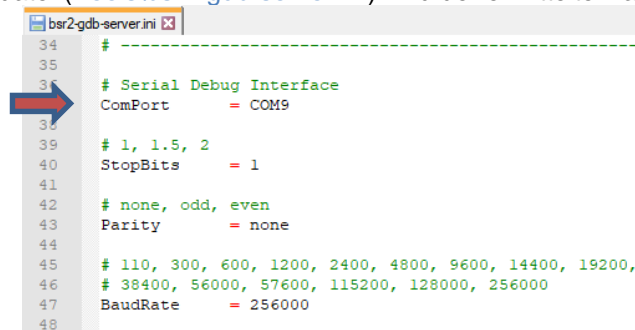 bsr2-gdb-server.ini
34 # ------------------------------------------------------
35
36 # Serial Debug Interface
ComPort = COM9
38
39 # 1, 1.5, 2
40 StopBits = 1
41
42 # none, odd, even
43 Parity = none
44
45 # 110, 300, 600, 1200, 2400, 4800, 9600, 14400, 19200,
46 # 38400, 56000, 57600, 115200, 128000, 256000
47 BaudRate = 256000
48